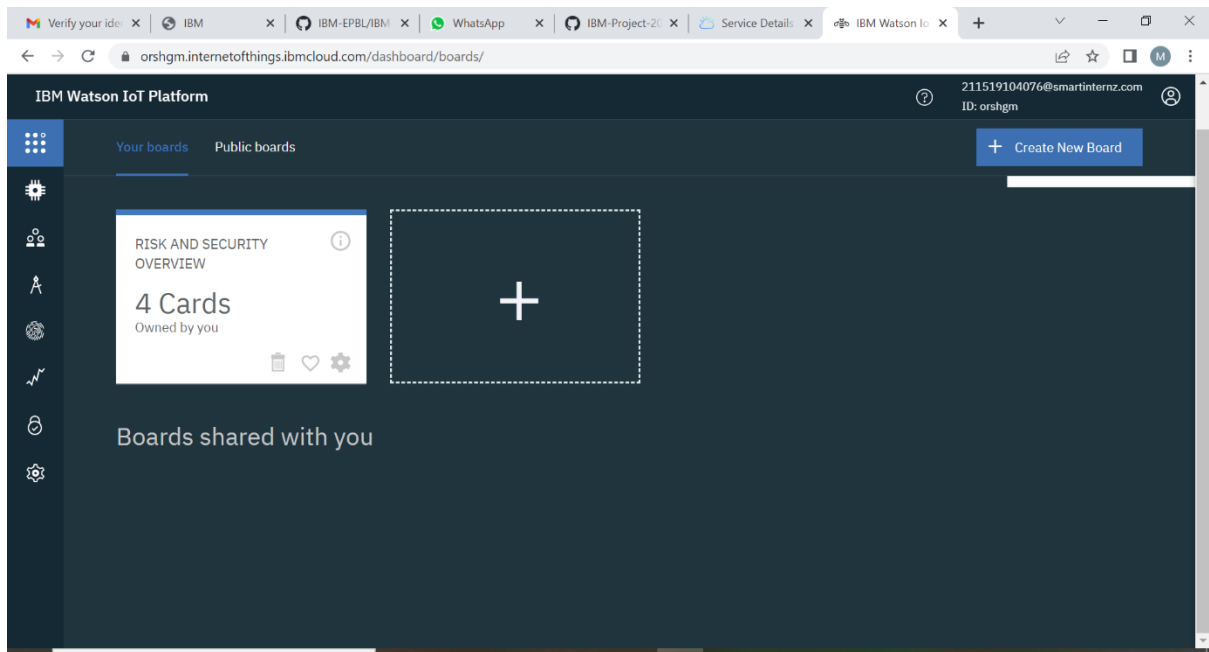 Verify your ide
IBM
IBM-EPBL/IBM
WhatsApp
IBM-Project-20
Service Details
IBM Watson Io
orshgm.internetofthings.ibmcloud.com/dashboard/boards/
M
IBM Watson IoT Platform
211519104076@smartinternz.com
ID: orshgm
Your boards
Public boards
Create New Board
RISK AND SECURITY
OVERVIEW
4 Cards
Owned by you
Boards shared with you